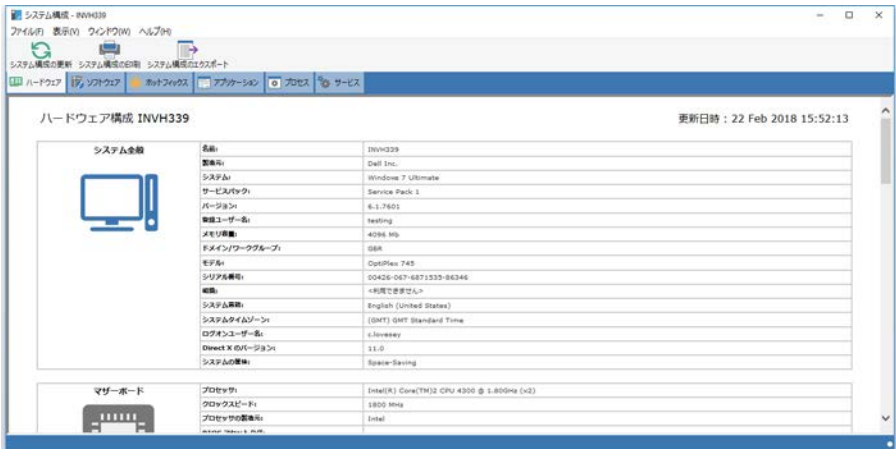 システム構成 - INVH339
ファイル(F) 表示(V) ウィンドウ(W) ヘルプ(H)
システム構成の更新 システム構成の印刷 システム構成のエクスポート
ハードウェア ソフトウェア ホットフィックス アプリケーション プロセス サービス
ハードウェア構成 INVH339 更新日時:22 Feb 2018 15:52:13
システム全般
名前: INVH339
製造元: Dell Inc.
システム: Windows 7 Ultimate
サービスパック: Service Pack 1
バージョン: 6.1.7601
登録ユーザー名: testing
メモリ容量: 4096 Mb
ドメイン/ワークグループ: GBR
モデル: OptiPlex 745
シリアル番号: 00426-067-6871535-86346
組織: <利用できません>
システム言語: English (United States)
システムタイムゾーン: (GMT) GMT Standard Time
ログオンユーザー名: c.lovesey
Direct X のバージョン: 11.0
システムの筐体: Space-Saving
マザーボード
プロセッサ: Intel(R) Core(TM)2 CPU 4300 @ 1.80GHz (x2)
クロックスピード: 1800 MHz
プロセッサの製造元: Intel